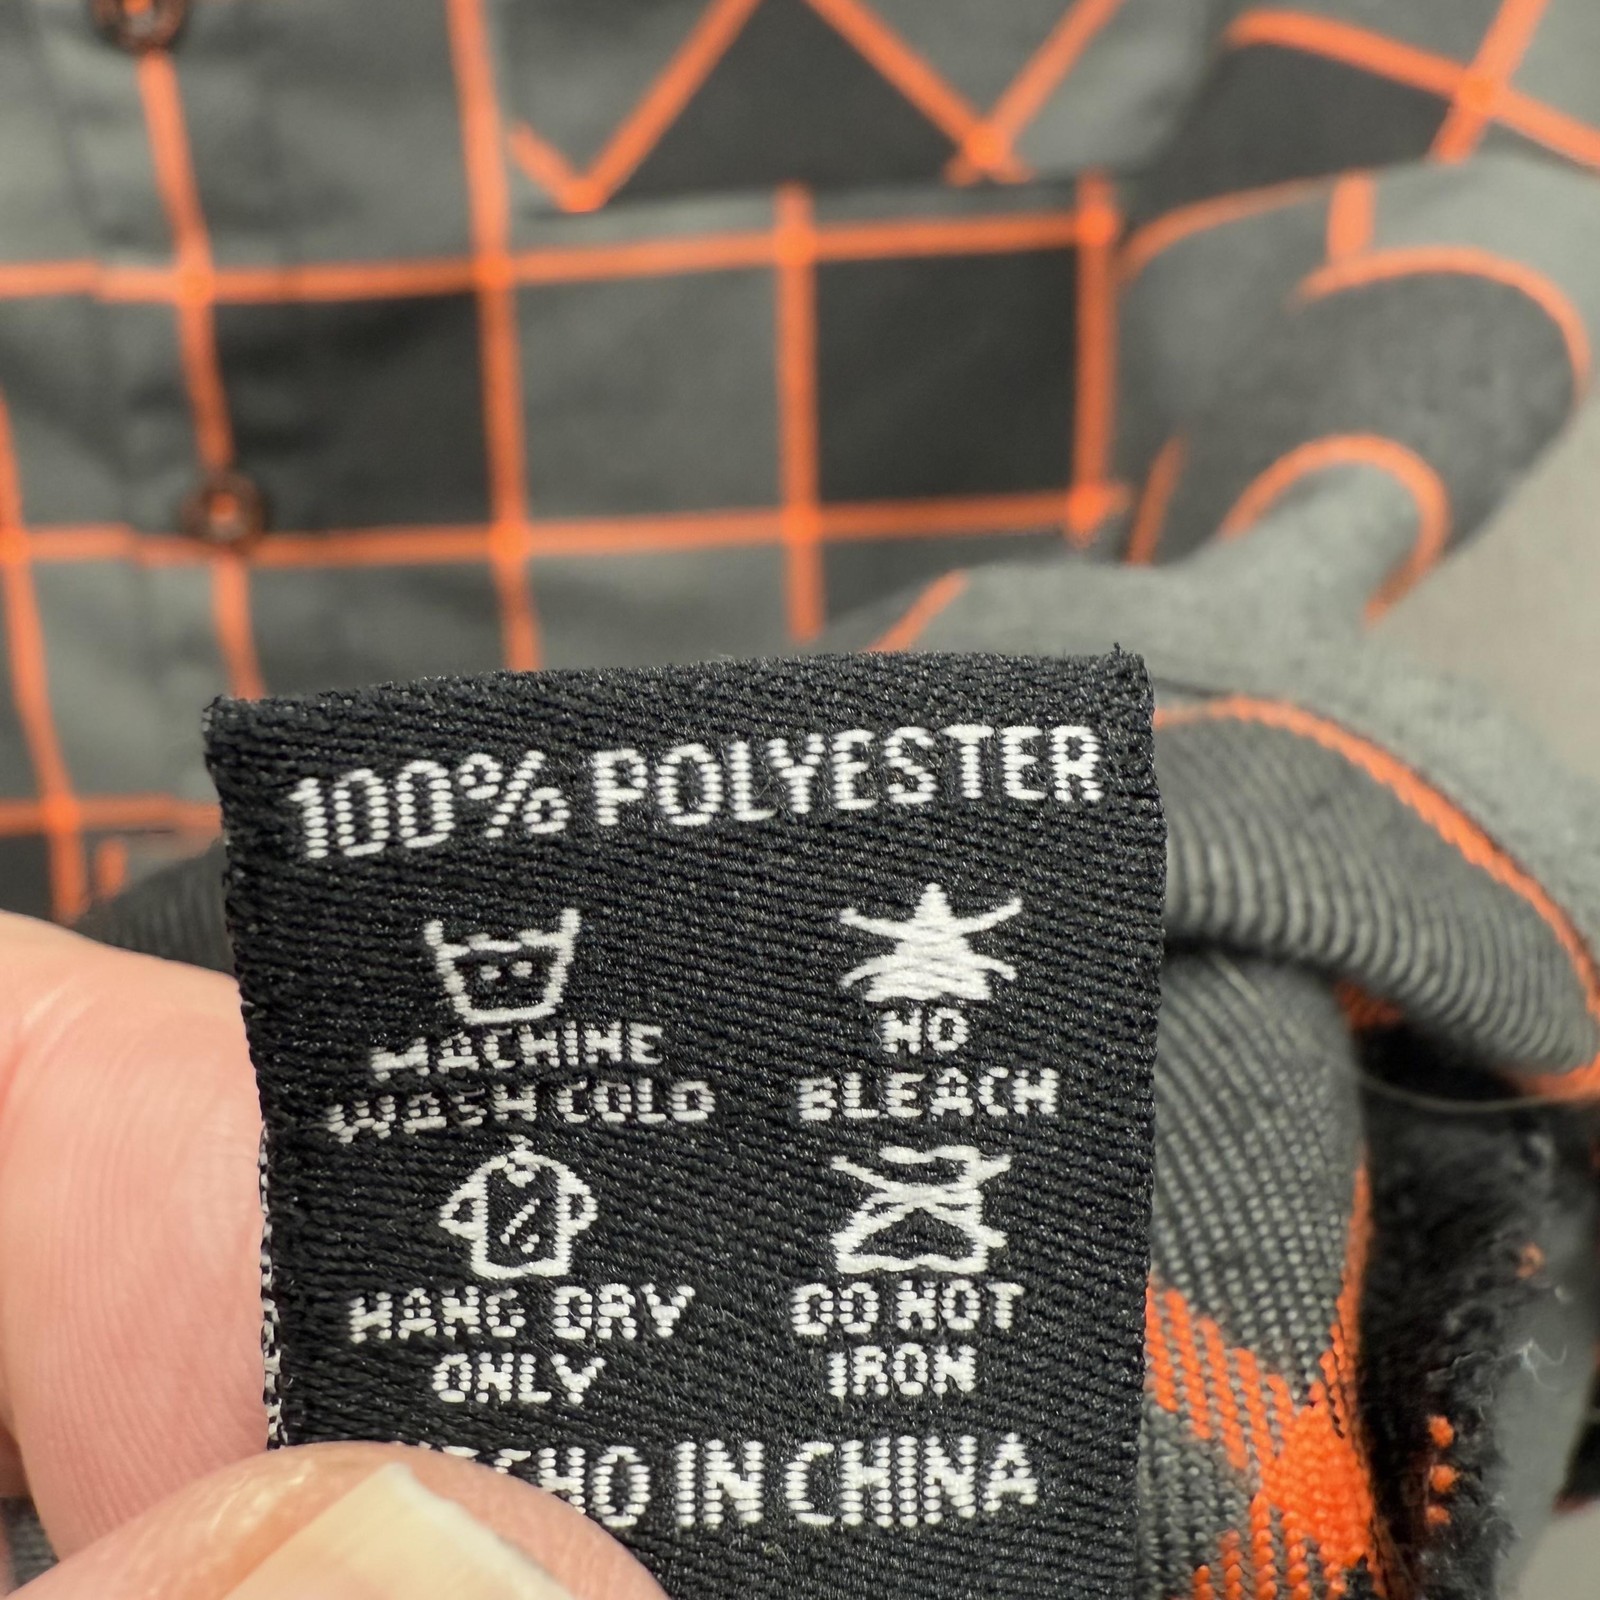 100% POLYESTER
MACHINE
WASH COLD
NO
BLEACH
HANG DRY
ONLY
DO NOT
IRON
IN CHINA